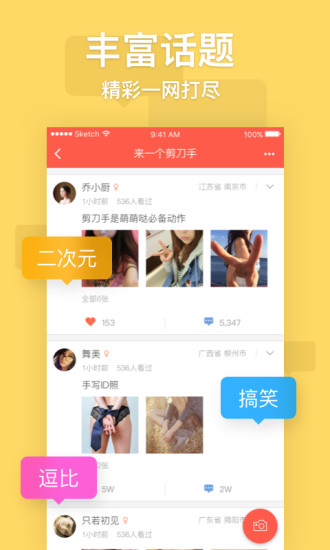 丰富话题
精彩一网打尽
Sketch
9:41 AM
100%
来一个剪刀手
乔小厨
江苏省 南京市
1小时前 536人看过
剪刀手是萌萌哒必备动作
二次元
全部6张
153
5,347
舞美
广西省 柳州市
1小时前 536人看过
手写ID照
搞笑
2张
5W
2W
逗比
只若初见
广东省 揭阳市
1小时前 536人看过